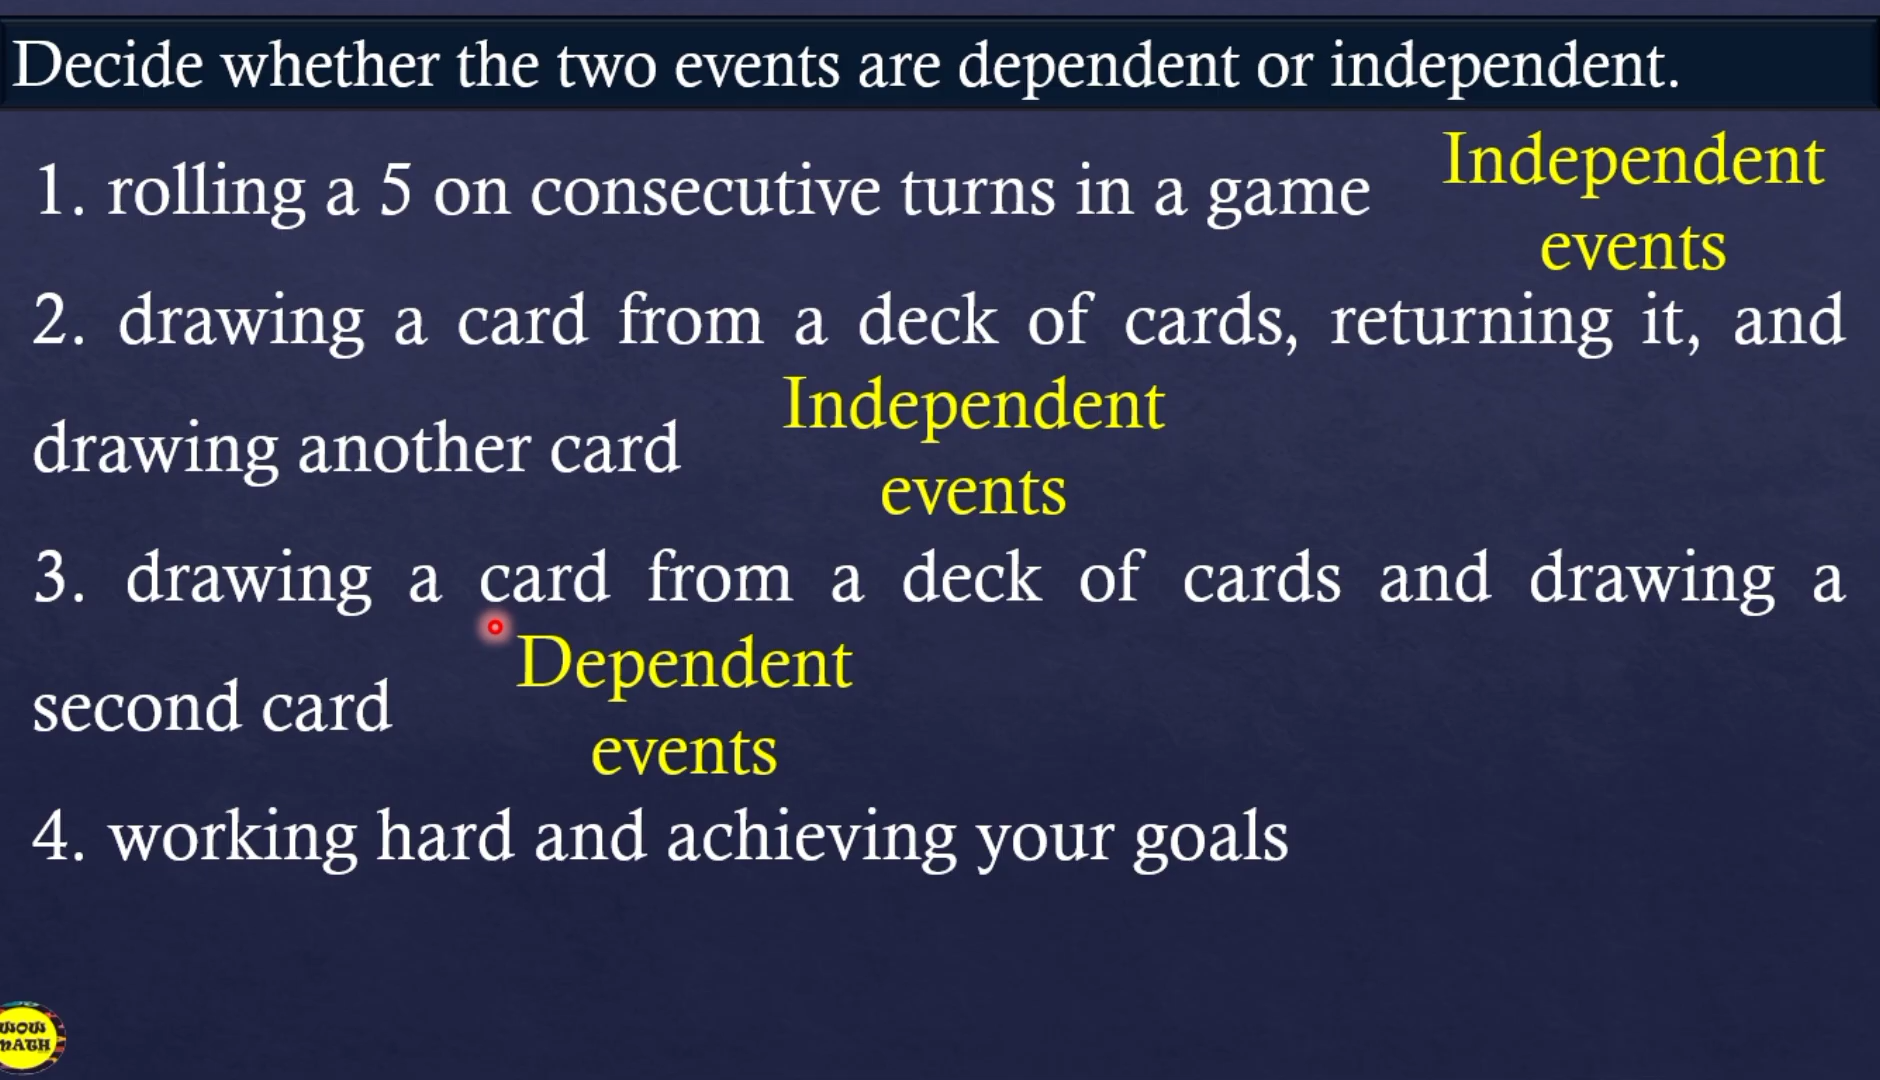 Decide whether the two events are dependent or independent.
1. rolling a 5 on consecutive turns in a game
Independent
events
2. drawing a card from a deck of cards, returning it, and
drawing another card
Independent
events
3. drawing a card from a deck of cards and drawing a
second card
Dependent
events
4. working hard and achieving your goals
WOW
MATH